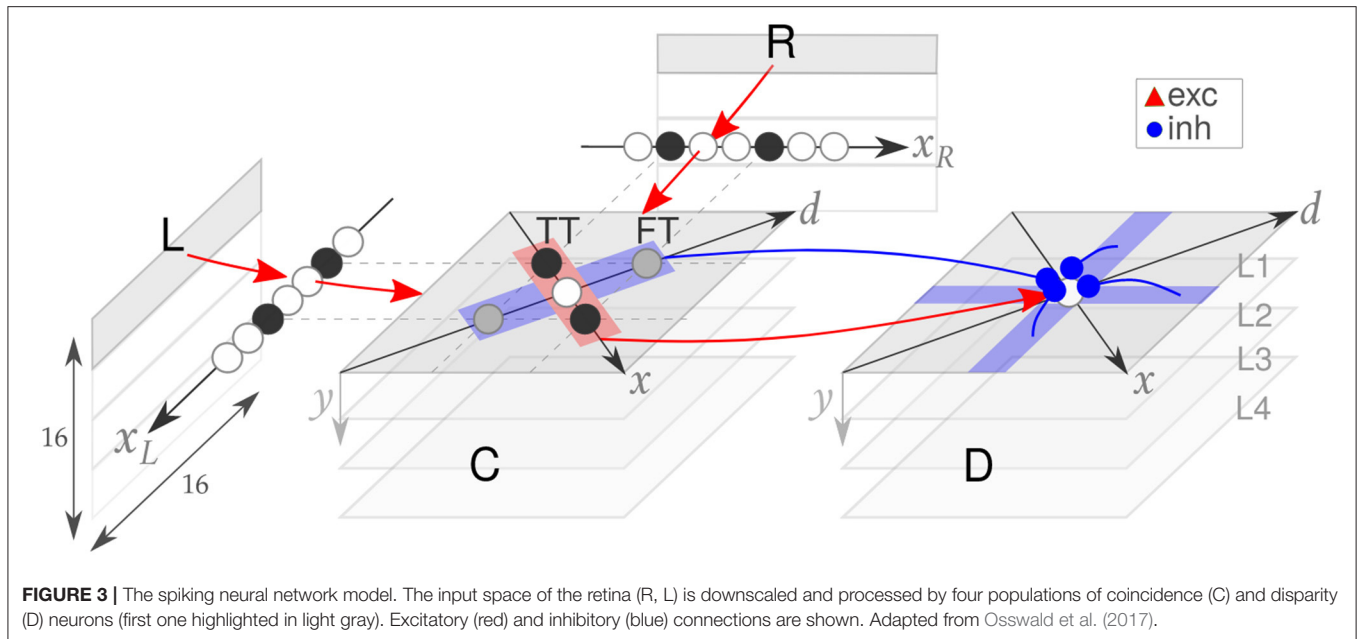 R
exc
inh
x_R
L
TT
FT
d
d
L1
L2
L3
L4
x
x
y
y
16
x_L
16
C
D
FIGURE 3 | The spiking neural network model. The input space of the retina (R, L) is downscaled and processed by four populations of coincidence (C) and disparity
(D) neurons (first one highlighted in light gray). Excitatory (red) and inhibitory (blue) connections are shown. Adapted from Osswald et al. (2017).